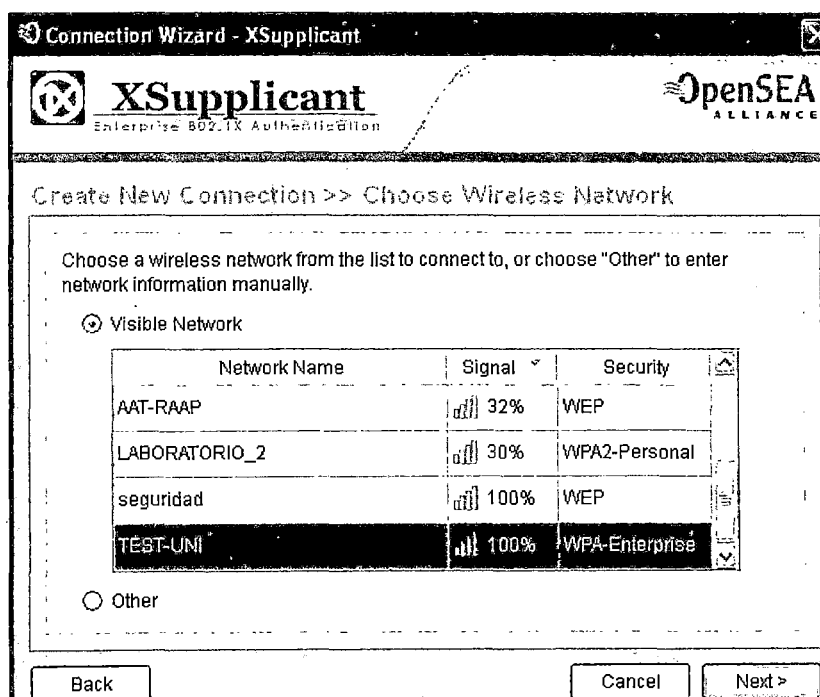 Connection Wizard - XSupplicant
XSupplicant
Enterprise 802.1X Authentication
OpenSEA
ALLIANCE
Create New Connection >> Choose Wireless Network
Choose a wireless network from the list to connect to, or choose "Other" to enter
network information manually.
Visible Network
Network Name Signal Security
AAT-RAAP 32% WEP
LABORATORIO_2 30% WPA2-Personal
seguridad 100% WEP
TEST-UNI 100% WPA-Enterprise
Other
Back Cancel Next >